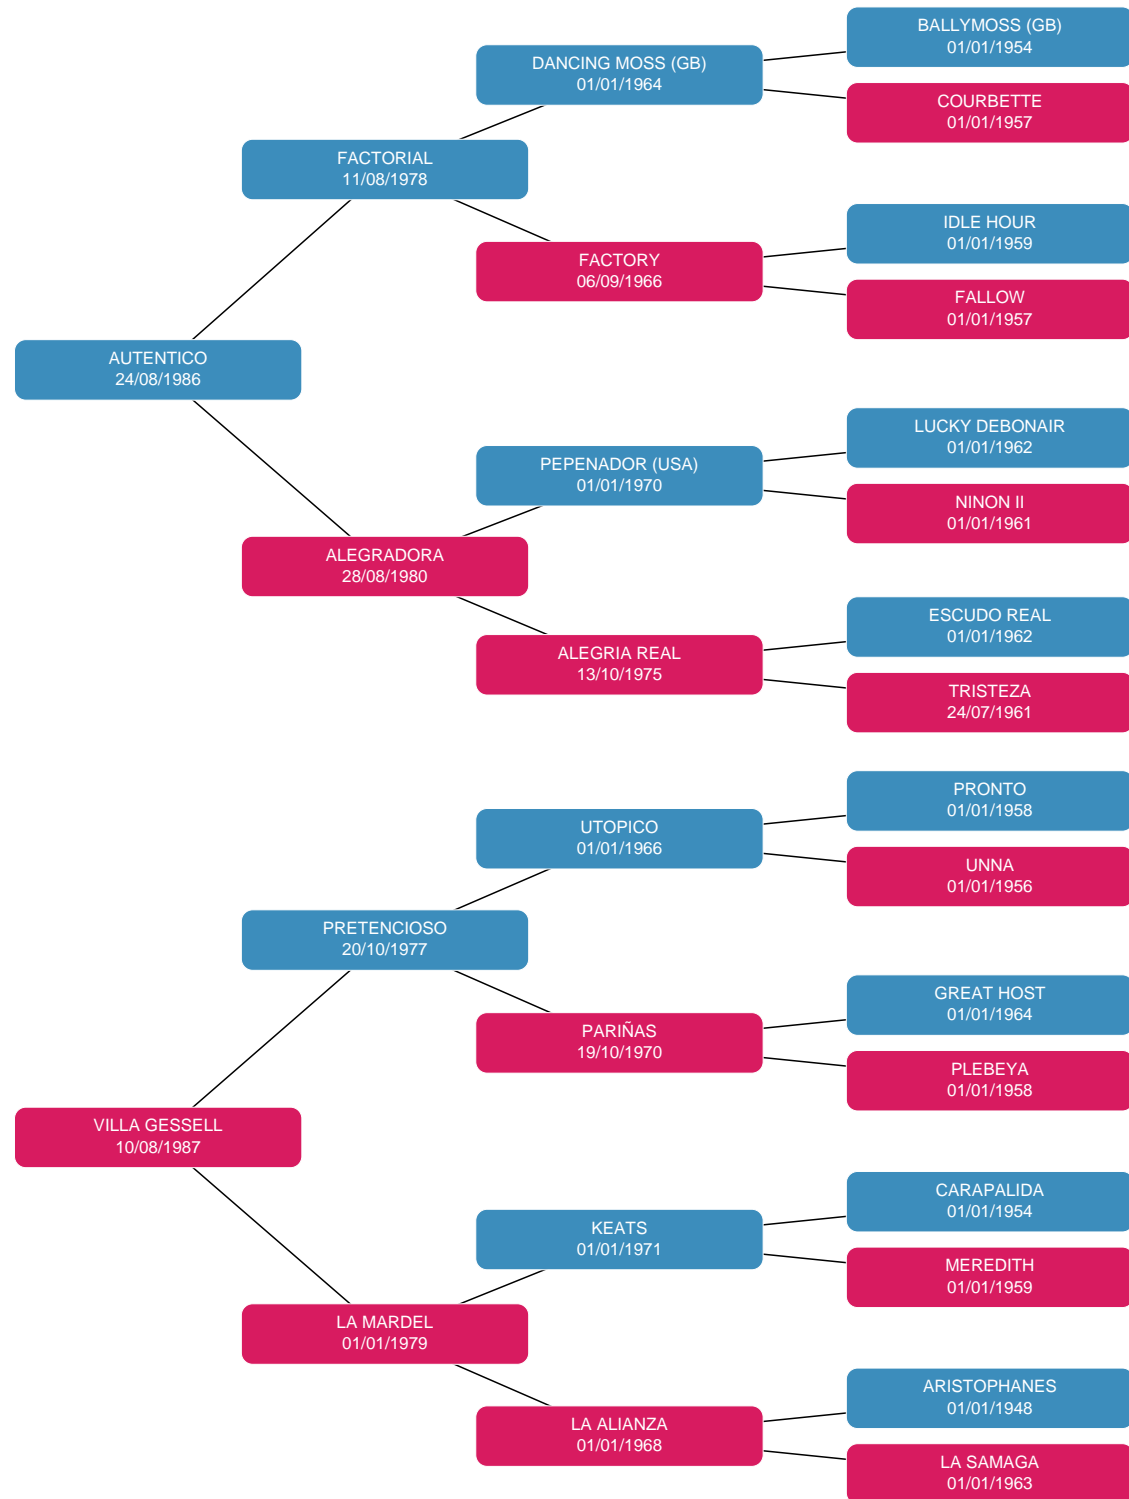 BALLYMOSS (GB)
01/01/1954
DANCING MOSS (GB)
01/01/1964
COURBETTE
01/01/1957
FACTORIAL
11/08/1978
IDLE HOUR
01/01/1959
FACTORY
06/09/1966
FALLOW
01/01/1957
AUTENTICO
24/08/1986
LUCKY DEBONAIR
01/01/1962
PEPENADOR (USA)
01/01/1970
NINON II
01/01/1961
ALEGRADORA
28/08/1980
ESCUDO REAL
01/01/1962
ALEGRIA REAL
13/10/1975
TRISTEZA
24/07/1961
PRONTO
01/01/1958
UTOPICO
01/01/1966
UNNA
01/01/1956
PRETENCIOSO
20/10/1977
GREAT HOST
01/01/1964
PARIÑAS
19/10/1970
PLEBEYA
01/01/1958
VILLA GESSELL
10/08/1987
CARAPALIDA
01/01/1954
KEATS
01/01/1971
MEREDITH
01/01/1959
LA MARDEL
01/01/1979
ARISTOPHANES
01/01/1948
LA ALIANZA
01/01/1968
LA SAMAGA
01/01/1963